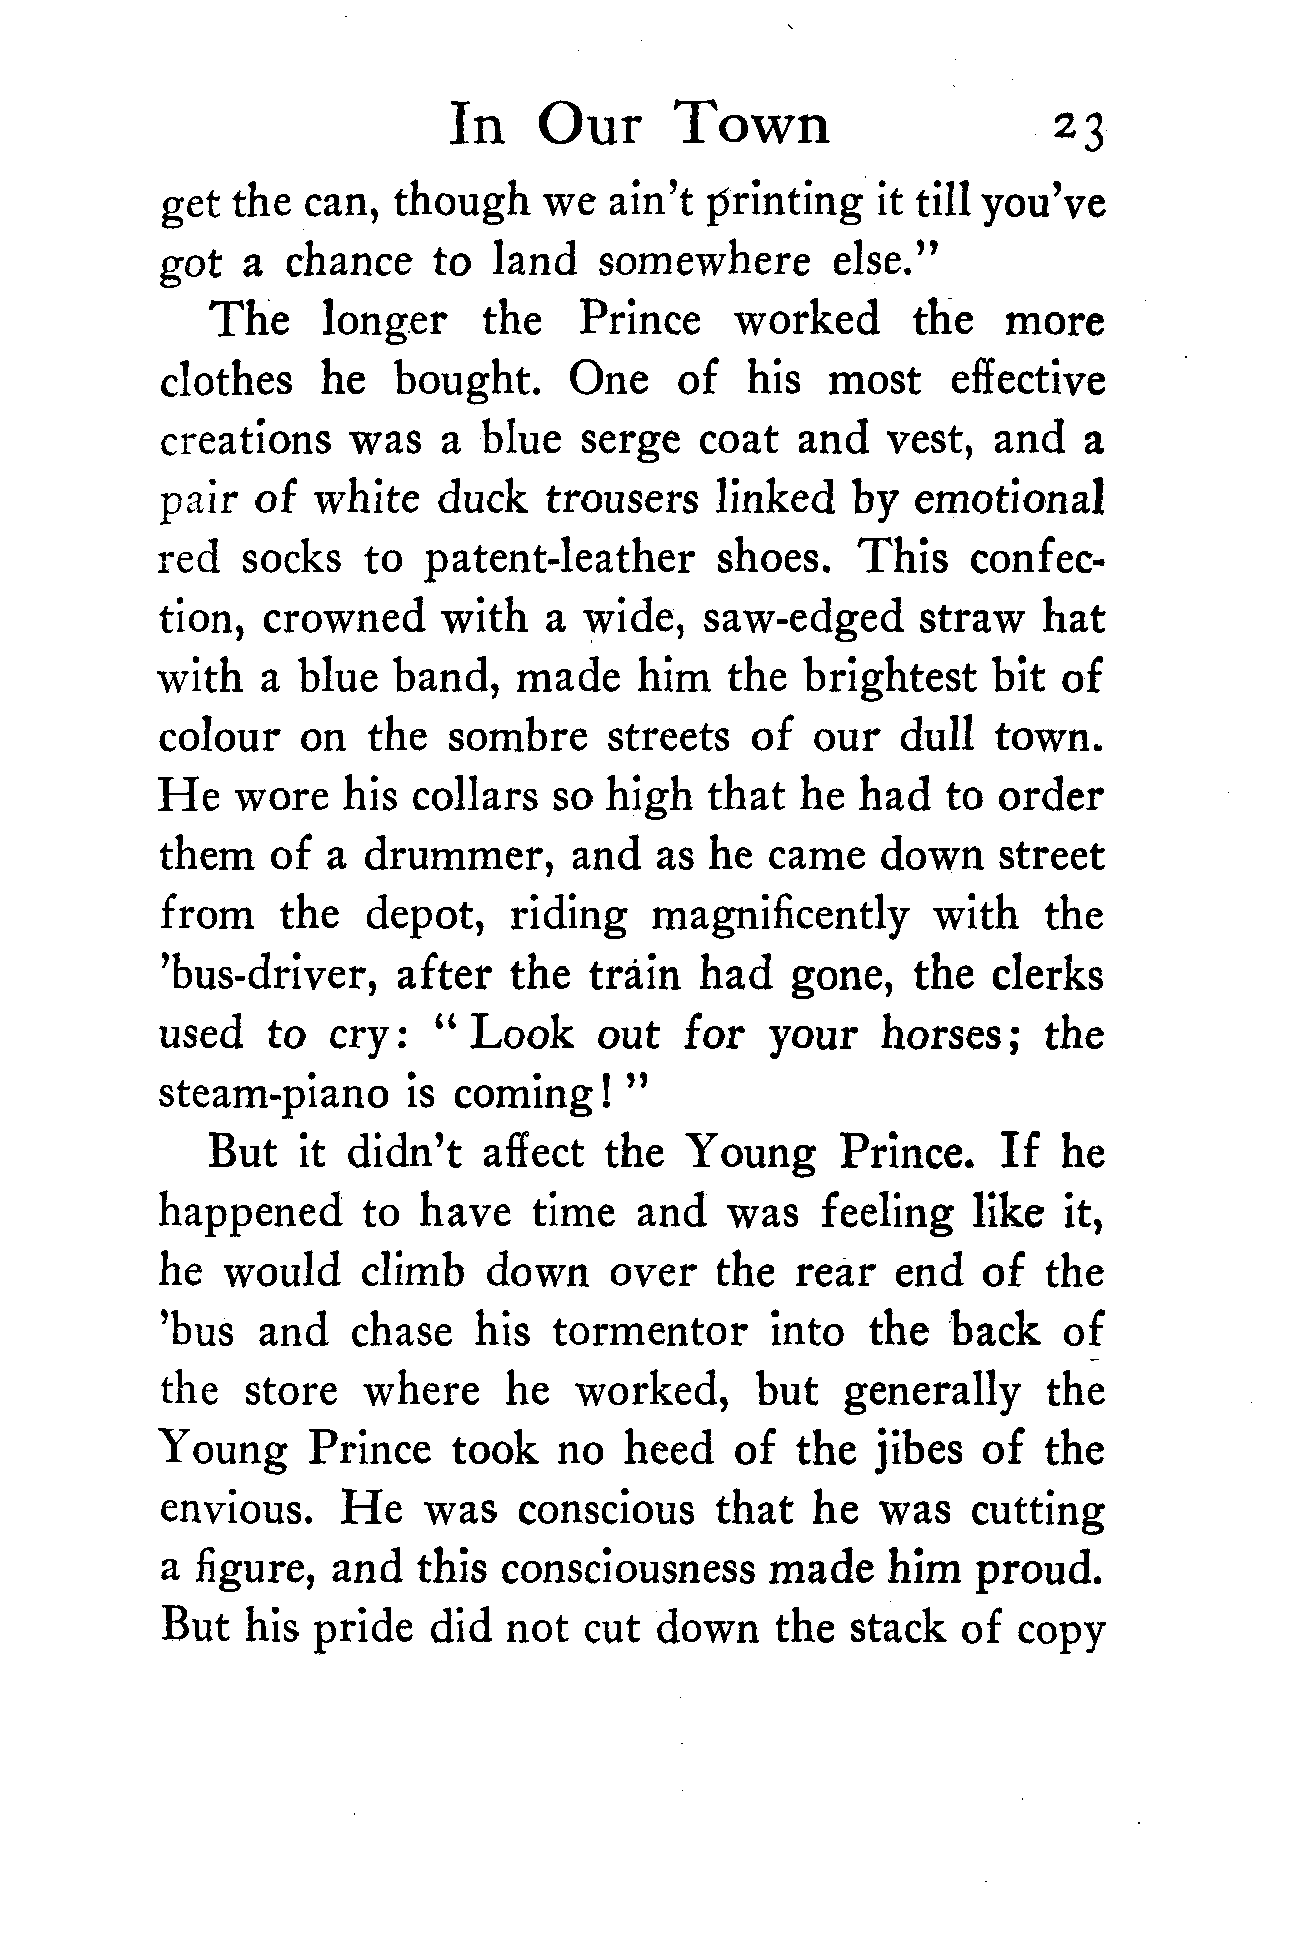 In Our Town 23
get the can, though we ain't printing it till you've
got a chance to land somewhere else."
The longer the Prince worked the more
clothes he bought. One of his most effective
creations was a blue serge coat and vest, and a
pair of white duck trousers linked by emotional
red socks to patent-leather shoes. This confec-
tion, crowned with a wide, saw-edged straw hat
with a blue band, made him the brightest bit of
colour on the sombre streets of our dull town.
He wore his collars so high that he had to order
them of a drummer, and as he came down street
from the depot, riding magnificently with the
'bus-driver, after the train had gone, the clerks
used to cry: "Look out for your horses; the
steam-piano is coming!"
But it didn't affect the Young Prince. If he
happened to have time and was feeling like it,
he would climb down over the rear end of the
'bus and chase his tormentor into the back of
the store where he worked, but generally the
Young Prince took no heed of the jibes of the
envious. He was conscious that he was cutting
a figure, and this consciousness made him proud.
But his pride did not cut down the stack of copy